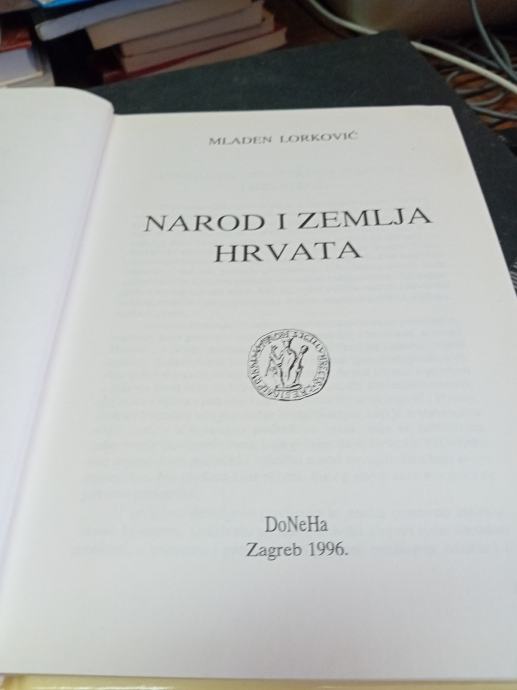 MLADEN LORKOVIĆ
NAROD I ZEMLJA
HRVATA
DoNeHa
Zagreb 1996.